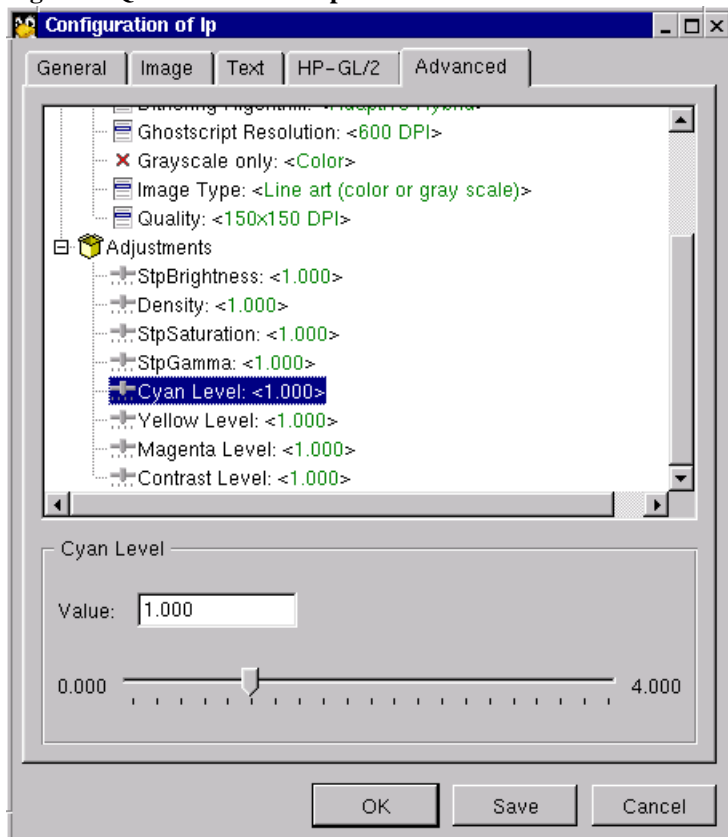 Configuration of lp
General Image Text HP-GL/2 Advanced
Ghostscript Resolution: <600 DPI>
Grayscale only: <Color>
Image Type: <Line art (color or gray scale)>
Quality: <150x150 DPI>
Adjustments
StpBrightness: <1.000>
Density: <1.000>
StpSaturation: <1.000>
StpGamma: <1.000>
Cyan Level: <1.000>
Yellow Level: <1.000>
Magenta Level: <1.000>
Contrast Level: <1.000>
Cyan Level
Value: 1.000
0.000 4.000
OK Save Cancel